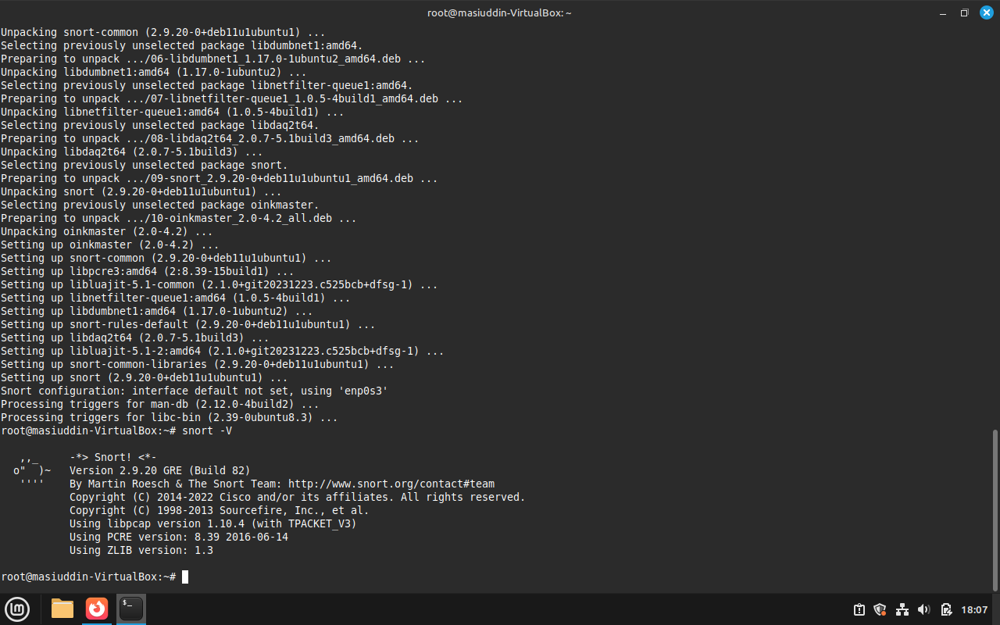 root@masiuddin-VirtualBox: ~
Unpacking snort-common (2.9.20-0+deb11u1ubuntu1) ...
Selecting previously unselected package libdumbnet1:amd64.
Preparing to unpack .../06-libdumbnet1_1.17.0-1ubuntu2_amd64.deb ...
Unpacking libdumbnet1:amd64 (1.17.0-1ubuntu2) ...
Selecting previously unselected package libnetfilter-queue1:amd64.
Preparing to unpack .../07-libnetfilter-queue1_1.0.5-4build1_amd64.deb ...
Unpacking libnetfilter-queue1:amd64 (1.0.5-4build1) ...
Selecting previously unselected package libdaq2t64.
Preparing to unpack .../08-libdaq2t64_2.0.7-5.1build3_amd64.deb ...
Unpacking libdaq2t64 (2.0.7-5.1build3) ...
Selecting previously unselected package snort.
Preparing to unpack .../09-snort_2.9.20-0+deb11u1ubuntu1_amd64.deb ...
Unpacking snort (2.9.20-0+deb11u1ubuntu1) ...
Selecting previously unselected package oinkmaster.
Preparing to unpack .../10-oinkmaster_2.0-4.2_all.deb ...
Unpacking oinkmaster (2.0-4.2) ...
Setting up oinkmaster (2.0-4.2) ...
Setting up snort-common (2.9.20-0+deb11u1ubuntu1) ...
Setting up libpcre3:amd64 (2:8.39-15build1) ...
Setting up libluajit-5.1-common (2.1.0+git20231223.c525bcb+dfsg-1) ...
Setting up libnetfilter-queue1:amd64 (1.0.5-4build1) ...
Setting up libdumbnet1:amd64 (1.17.0-1ubuntu2) ...
Setting up snort-rules-default (2.9.20-0+deb11u1ubuntu1) ...
Setting up libdaq2t64 (2.0.7-5.1build3) ...
Setting up libluajit-5.1-2:amd64 (2.1.0+git20231223.c525bcb+dfsg-1) ...
Setting up snort-common-libraries (2.9.20-0+deb11u1ubuntu1) ...
Setting up snort (2.9.20-0+deb11u1ubuntu1) ...
Snort configuration: interface default not set, using 'enp0s3'
Processing triggers for man-db (2.12.0-4build2) ...
Processing triggers for libc-bin (2.39-0ubuntu8.3) ...
root@masiuddin-VirtualBox:~# snort -V
   ,,_     -*> Snort! <*-
  o"  )~   Version 2.9.20 GRE (Build 82)
   ''''    By Martin Roesch & The Snort Team: http://www.snort.org/contact#team
           Copyright (C) 2014-2022 Cisco and/or its affiliates. All rights reserved.
           Copyright (C) 1998-2013 Sourcefire, Inc., et al.
           Using libpcap version 1.10.4 (with TPACKET_V3)
           Using PCRE version: 8.39 2016-06-14
           Using ZLIB version: 1.3
root@masiuddin-VirtualBox:~#
18:07